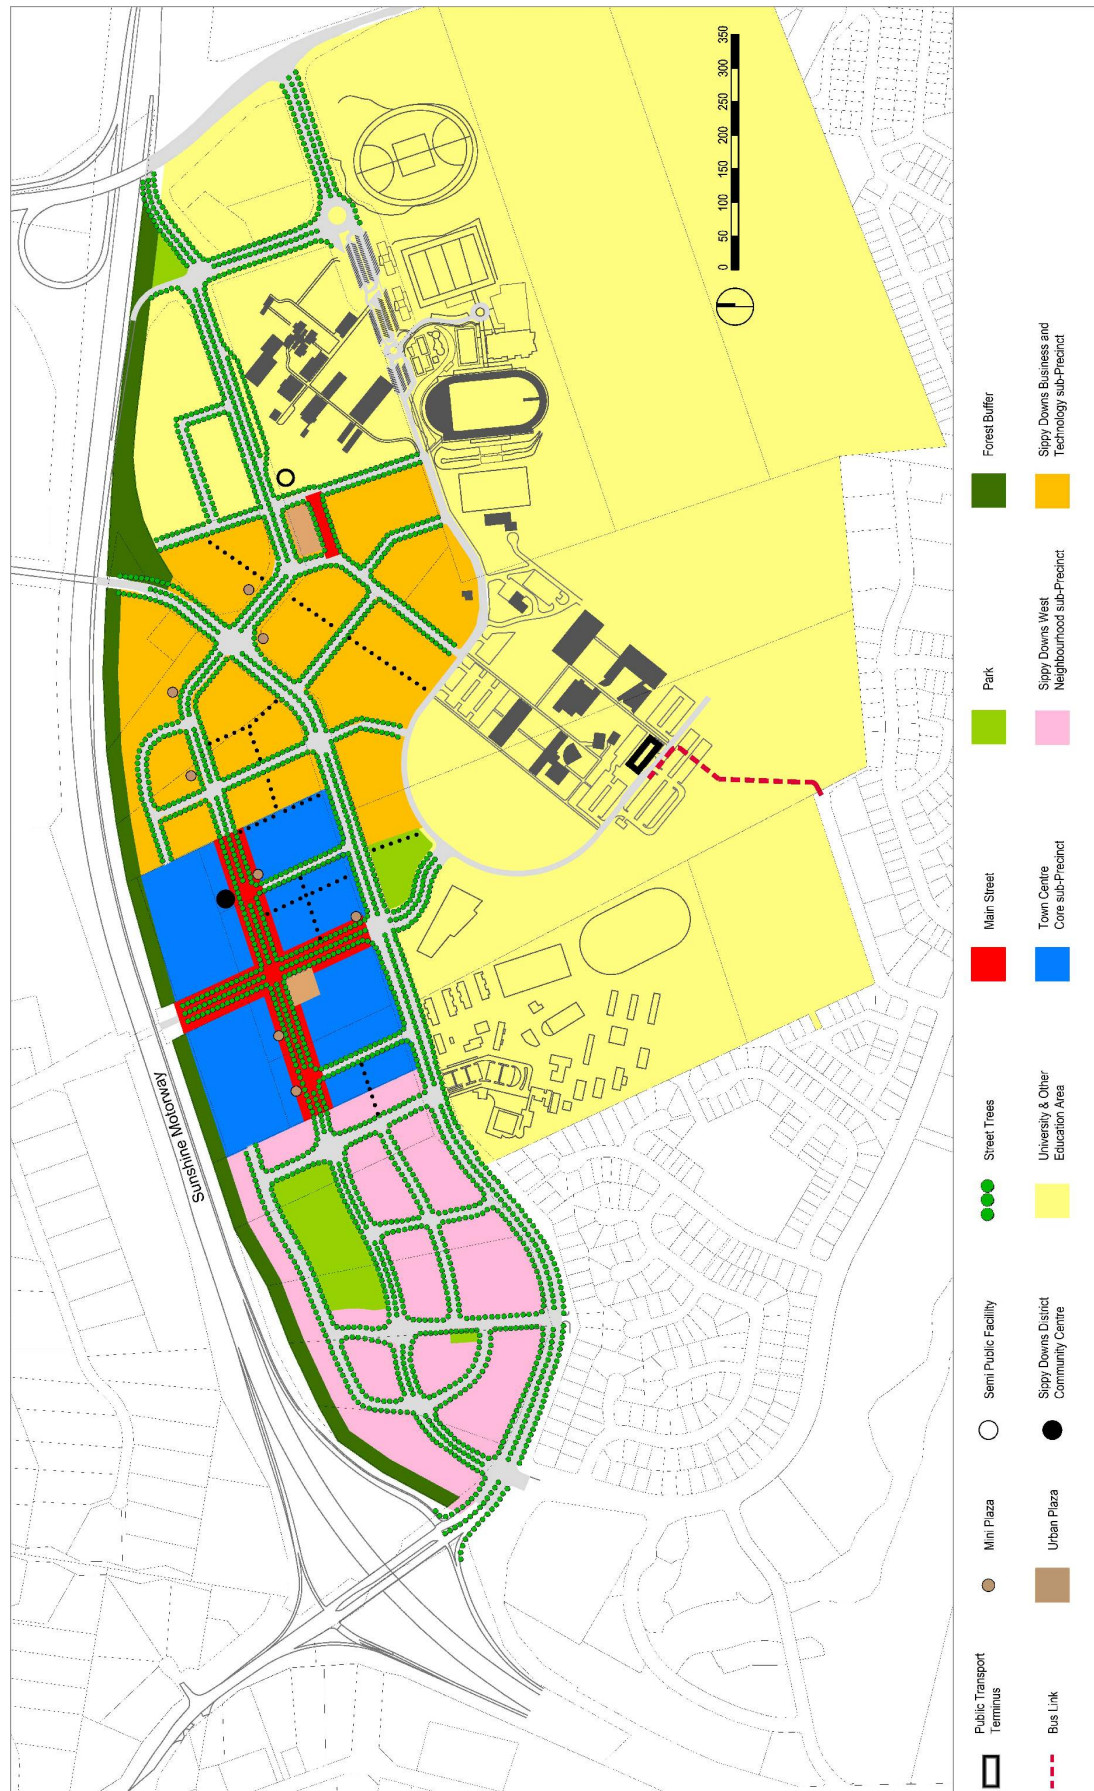 Sunshine Motorway
0 50 100 150 200 250 300 350
Public Transport
Terminus
Mini Plaza
Semi Public Facility
Street Trees
Main Street
Park
Forest Buffer
Bus Link
Urban Plaza
Sippy Downs District
Community Centre
University & Other
Education Area
Town Centre
Core sub-Precinct
Sippy Downs West
Neighbourhood sub-Precinct
Sippy Downs Business and
Technology sub-Precinct